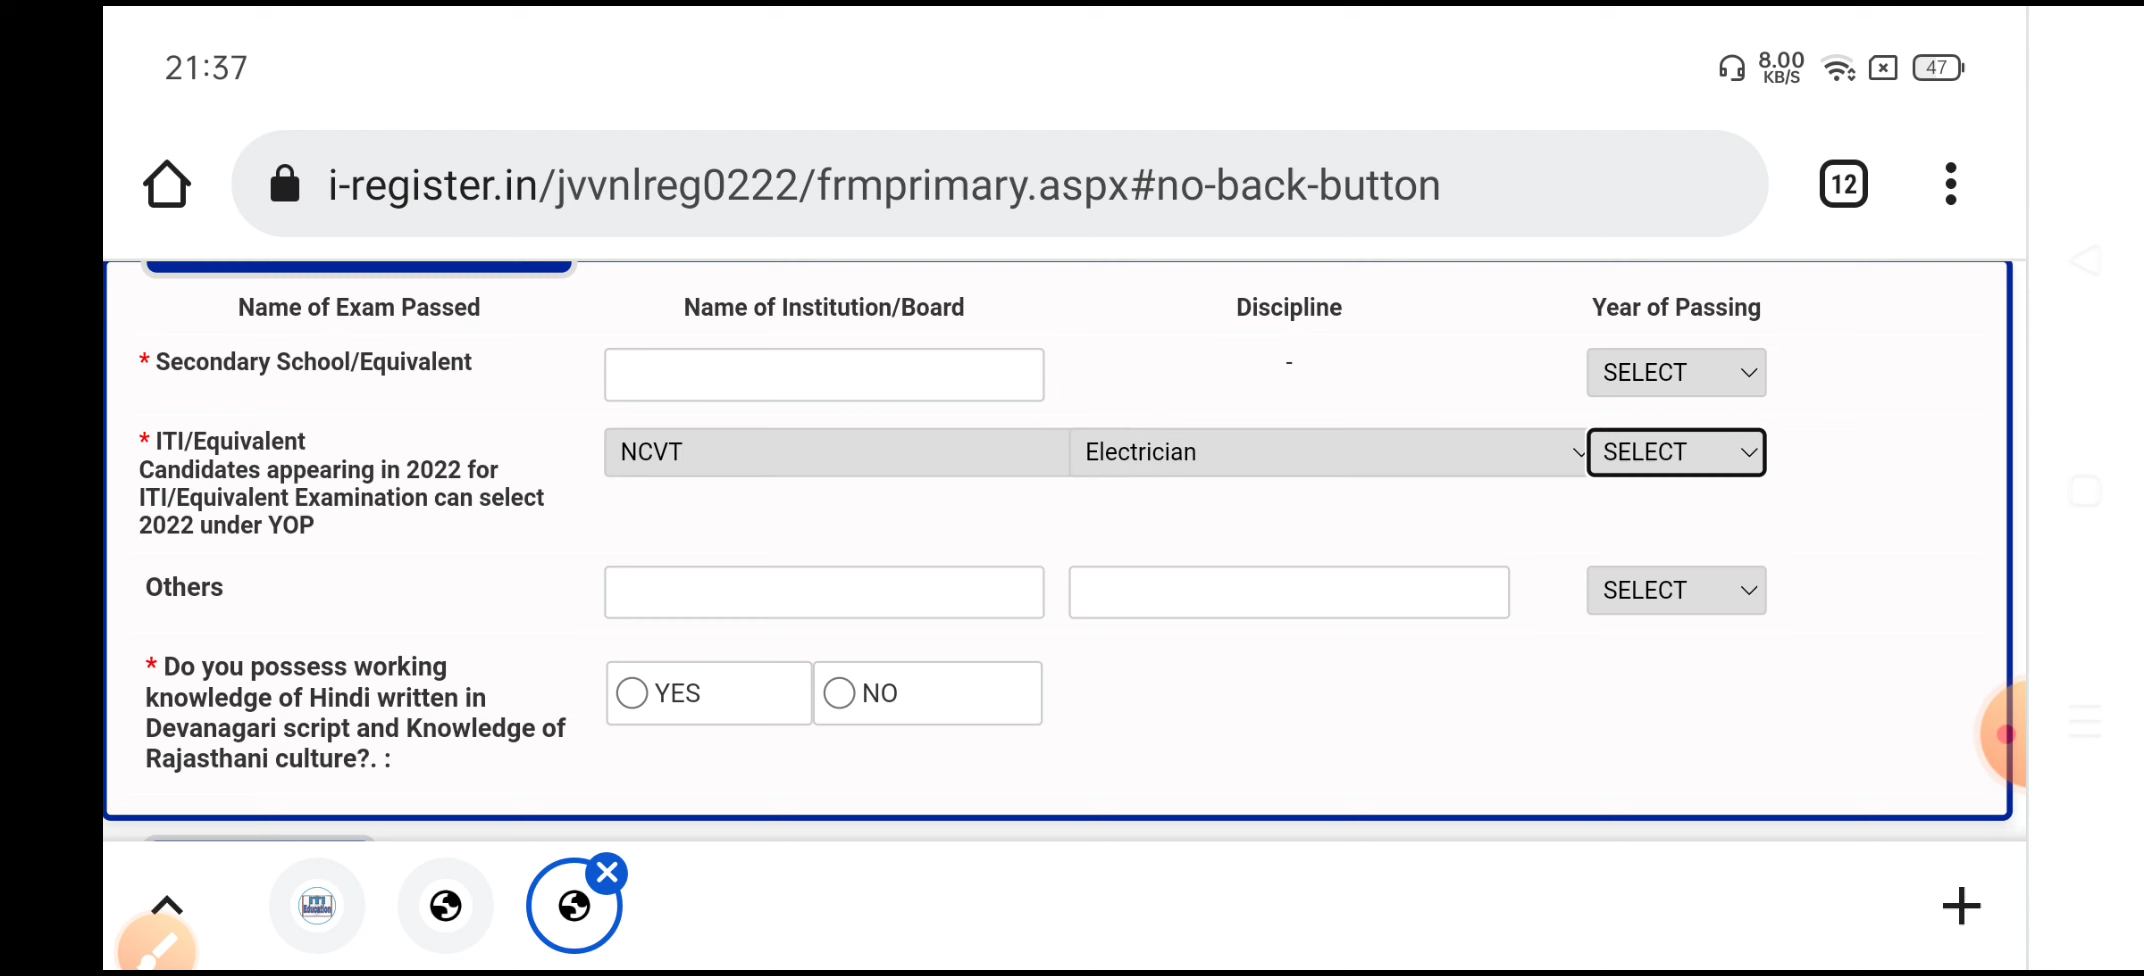 21:37
8.00
KB/S
47
i-register.in/jvvnlreg0222/frmprimary.aspx#no-back-button
12
Name of Exam Passed Name of Institution/Board Discipline Year of Passing
* Secondary School/Equivalent - SELECT
* ITI/Equivalent NCVT Electrician SELECT
Candidates appearing in 2022 for
ITI/Equivalent Examination can select
2022 under YOP
Others SELECT
* Do you possess working
knowledge of Hindi written in
Devanagari script and Knowledge of
Rajasthani culture?. :
YES NO
ITI
Education